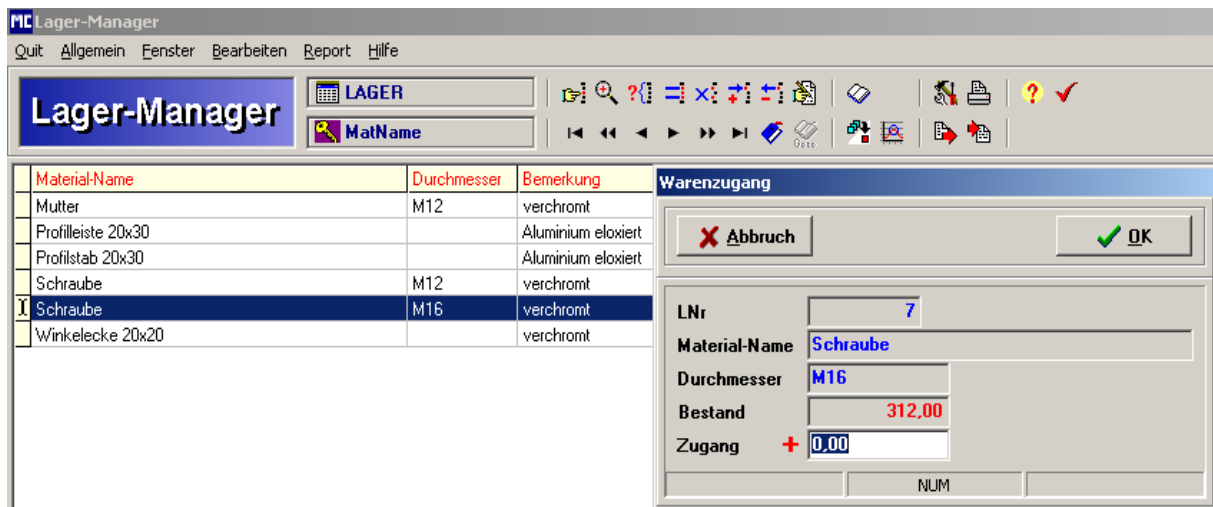 MC Lager-Manager
Quit Allgemein Fenster Bearbeiten Report Hilfe
Lager-Manager
LAGER
MatName
Goto
Material-Name Durchmesser Bemerkung
Mutter M12 verchromt
Profilleiste 20x30 Aluminium eloxiert
Profilstab 20x30 Aluminium eloxiert
Schraube M12 verchromt
Schraube M16 verchromt
Winkelecke 20x20 verchromt
Warenzugang
Abbruch OK
LNr 7
Material-Name Schraube
Durchmesser M16
Bestand 312,00
Zugang + 0,00
NUM